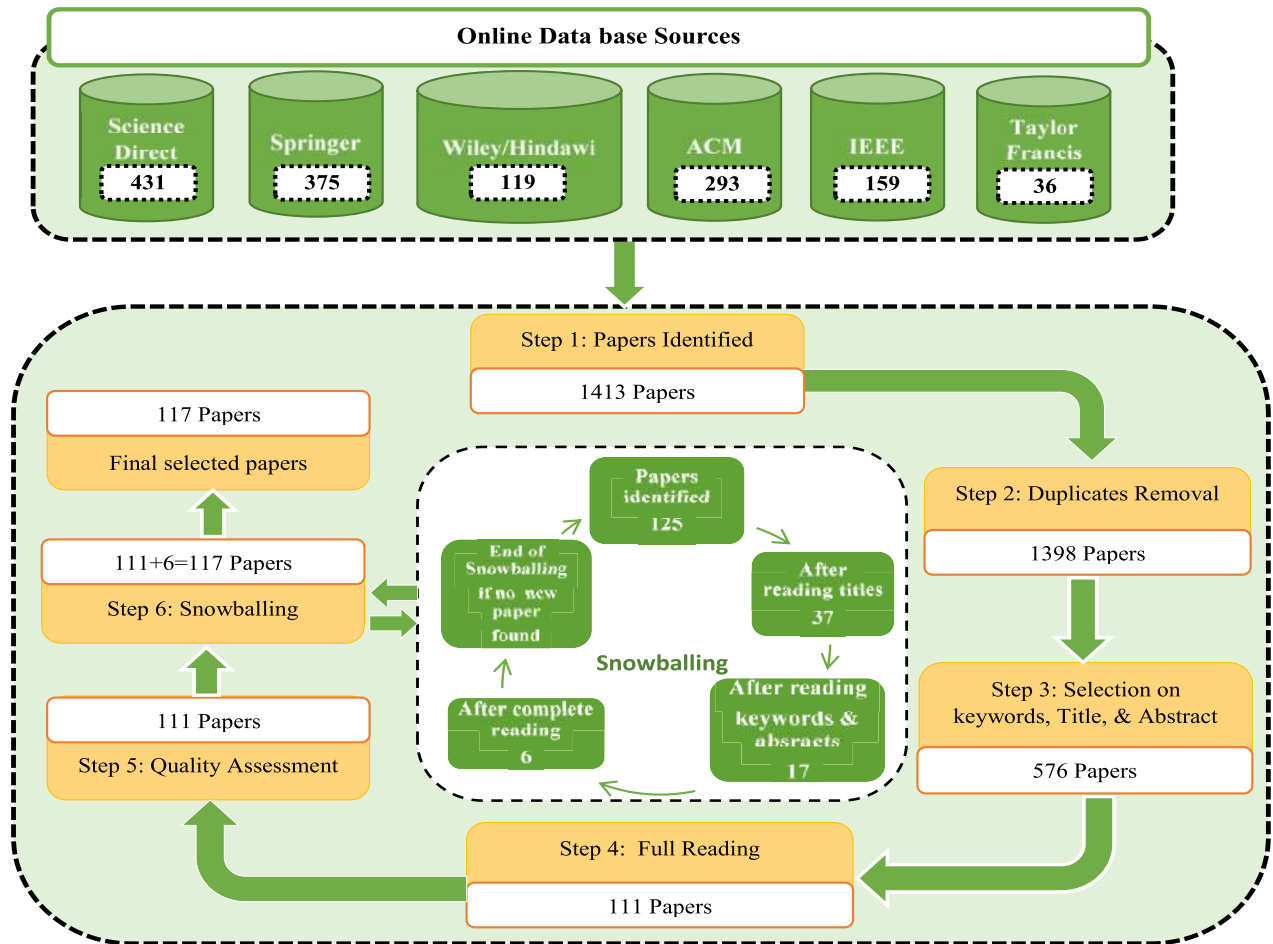 Online Data base Sources
Science
Direct
431
Springer
375
Wiley/Hindawi
119
ACM
293
IEEE
159
Taylor
Francis
36
Step 1: Papers Identified
1413 Papers
Step 2: Duplicates Removal
1398 Papers
Step 3: Selection on
keywords, Title, & Abstract
576 Papers
Step 4: Full Reading
111 Papers
111 Papers
Step 5: Quality Assessment
111+6=117 Papers
Step 6: Snowballing
117 Papers
Final selected papers
Snowballing
Papers
identified
125
After
reading titles
37
After reading
keywords &
absracts
17
After complete
reading
6
End of
Snowballing
if no new
paper
found